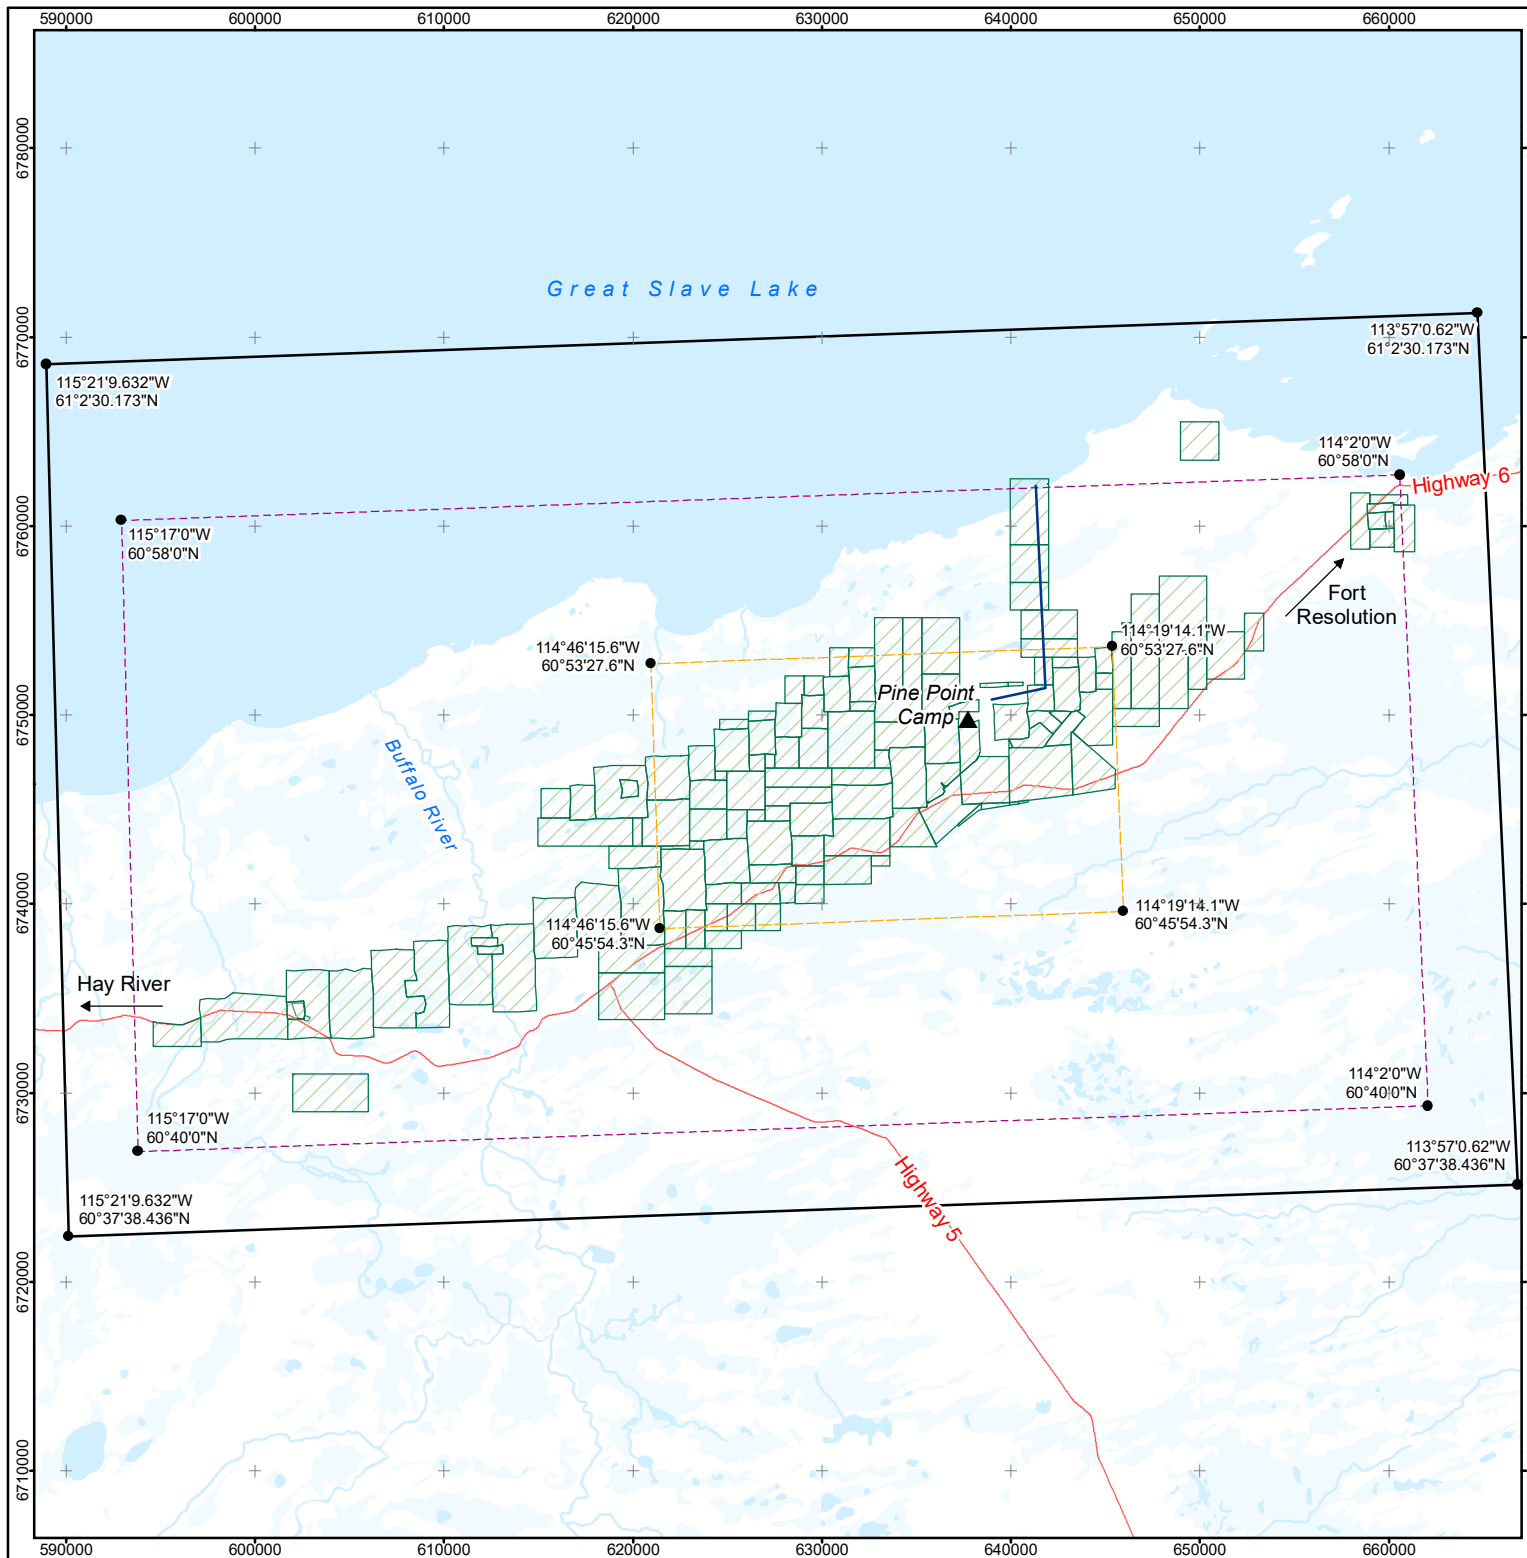 590000 600000 610000 620000 630000 640000 650000 660000
6780000
Great Slave Lake
6770000
113°57'0.62"W
61°2'30.173"N
115°21'9.632"W
61°2'30.173"N
114°2'0"W
60°58'0"N
Highway 6
6760000
115°17'0"W
60°58'0"N
Fort
Resolution
114°46'15.6"W
60°53'27.6"N
114°19'14.1"W
60°53'27.6"N
Pine Point
Camp
6750000
Buffalo River
6740000
114°46'15.6"W
60°45'54.3"N
114°19'14.1"W
60°45'54.3"N
Hay River
6730000
114°2'0"W
60°40'0"N
115°17'0"W
60°40'0"N
113°57'0.62"W
60°37'38.436"N
Highway 5
115°21'9.632"W
60°37'38.436"N
6720000
6710000
590000 600000 610000 620000 630000 640000 650000 660000